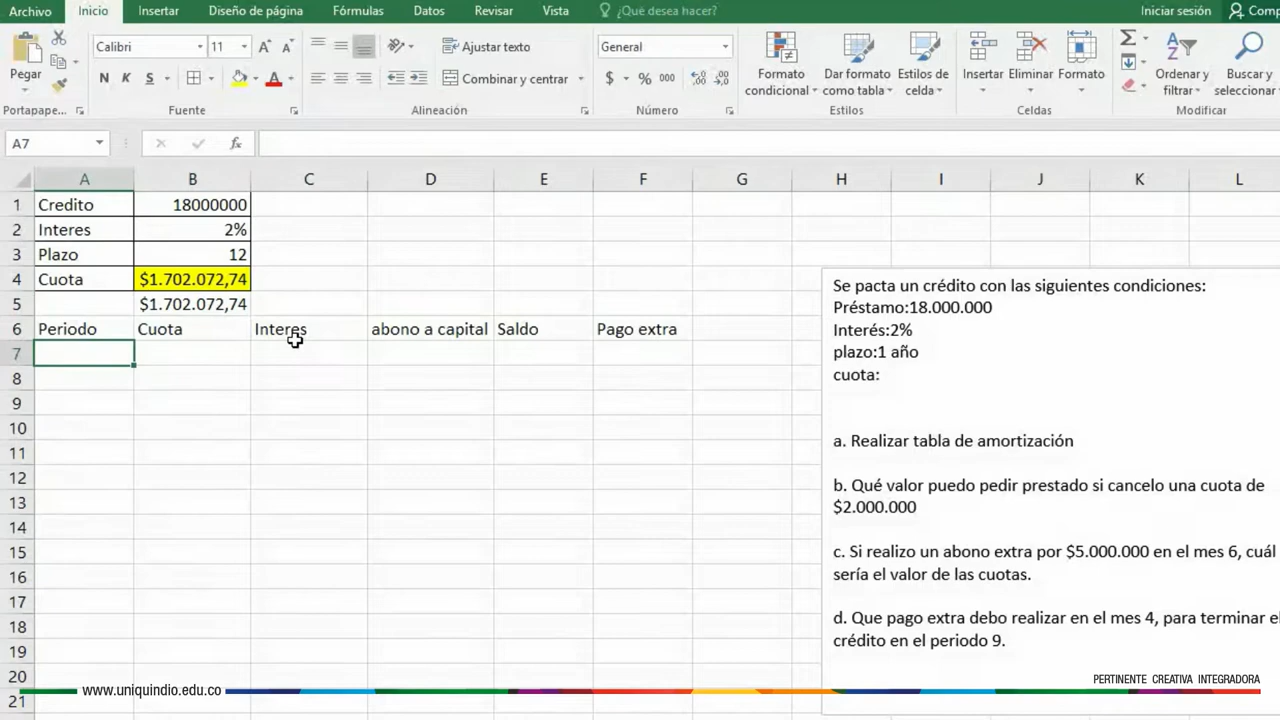 Archivo Inicio Insertar Diseño de página Fórmulas Datos Revisar Vista ¿Qué desea hacer? Iniciar sesión
Pegar Calibri 11 Ajustar texto General
N K S Combinar y centrar $ % 000
Formato condicional Dar formato como tabla Estilos de celda Insertar Eliminar Formato Ordenar y filtrar Buscar y seleccionar
Portapape... Fuente Alineación Número Estilos Celdas Modificar
A7 fx
A B C D E F G H I J K L
1 Credito 18000000
2 Interes 2%
3 Plazo 12
4 Cuota $1.702.072,74
5 $1.702.072,74
6 Periodo Cuota Interes abono a capital Saldo Pago extra
7
8
9
10
11
12
13
14
15
16
17
18
19
20
21
Se pacta un crédito con las siguientes condiciones:
Préstamo:18.000.000
Interés:2%
plazo:1 año
cuota:
a. Realizar tabla de amortización
b. Qué valor puedo pedir prestado si cancelo una cuota de
$2.000.000
c. Si realizo un abono extra por $5.000.000 en el mes 6, cuál
sería el valor de las cuotas.
d. Que pago extra debo realizar en el mes 4, para terminar
crédito en el periodo 9.
www.uniquindio.edu.co
PERTINENTE CREATIVA INTEGRADORA